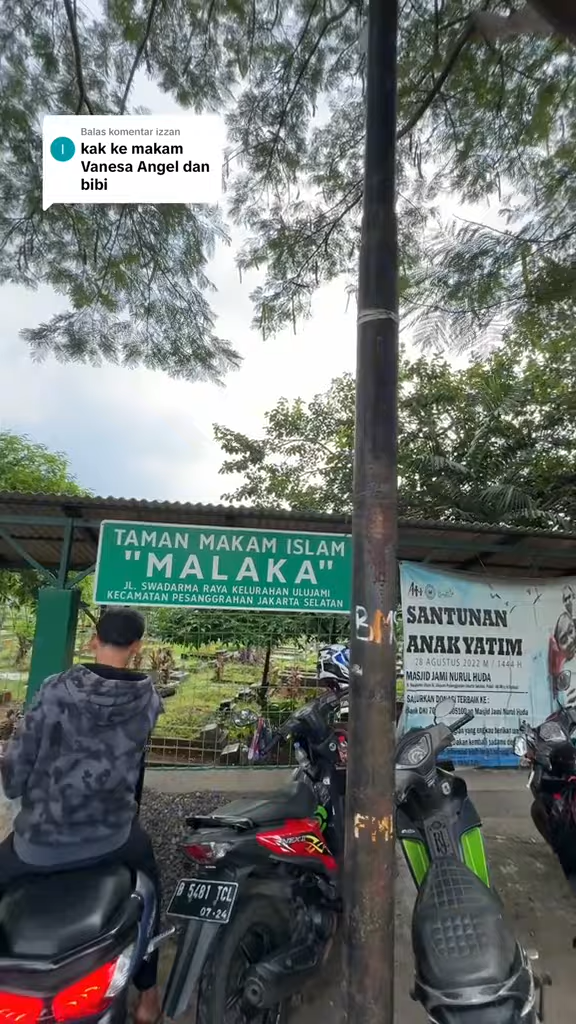 Balas komentar izzan
kak ke makam
Vanesa Angel dan
bibi
TAMAN MAKAM ISLAM
"MALAKA"
JL. SWADARMA RAYA KELURAHAN ULUJAMI
KECAMATAN PESANGGRAHAN JAKARTA SELATAN
BM
SANTUNAN
ANAK YATIM
28 AGUSTUS 2022 M | 1444 H
MASJID JAMI NURUL HUDA
SALURKAN DONASI TERBAIK KE:
B 5481 TCL
07·24